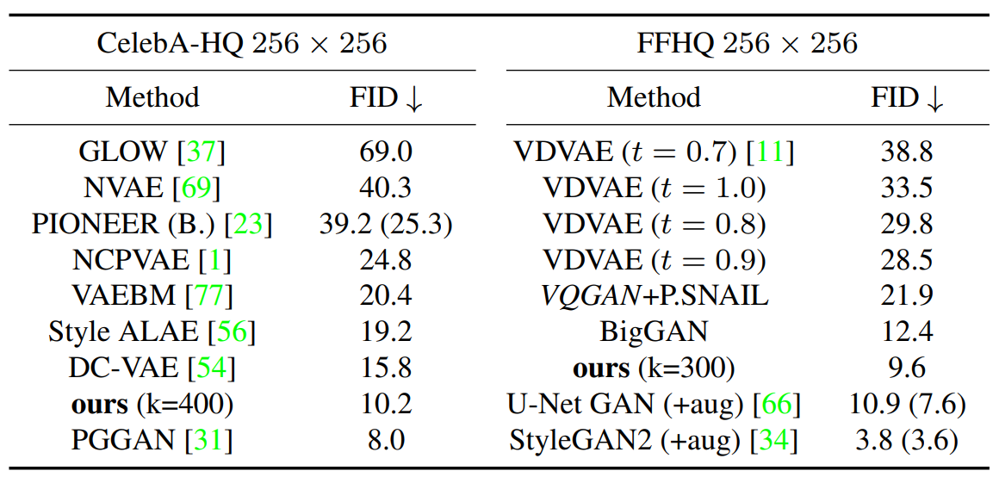 CelebA-HQ 256 × 256 FFHQ 256 × 256
Method FID ↓ Method FID ↓
GLOW [37] 69.0 VDVAE (t = 0.7) [11] 38.8
NVAE [69] 40.3 VDVAE (t = 1.0) 33.5
PIONEER (B.) [23] 39.2 (25.3) VDVAE (t = 0.8) 29.8
NCPVAE [1] 24.8 VDVAE (t = 0.9) 28.5
VAEBM [77] 20.4 VQGAN+P.SNAIL 21.9
Style ALAE [56] 19.2 BigGAN 12.4
DC-VAE [54] 15.8 ours (k=300) 9.6
ours (k=400) 10.2 U-Net GAN (+aug) [66] 10.9 (7.6)
PGGAN [31] 8.0 StyleGAN2 (+aug) [34] 3.8 (3.6)